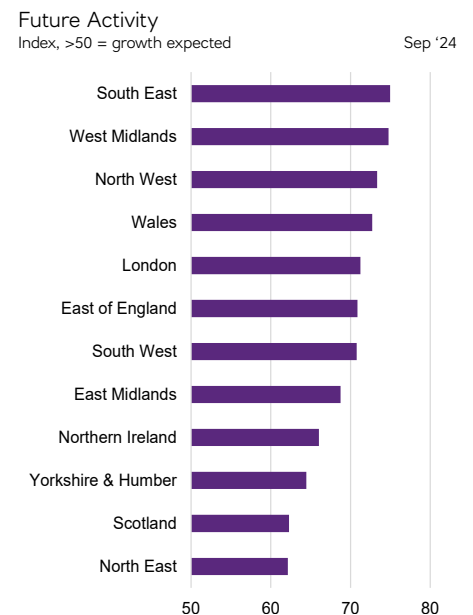 Future Activity
Index, >50 = growth expected
Sep ‘24
South East
West Midlands
North West
Wales
London
East of England
South West
East Midlands
Northern Ireland
Yorkshire & Humber
Scotland
North East
50 60 70 80